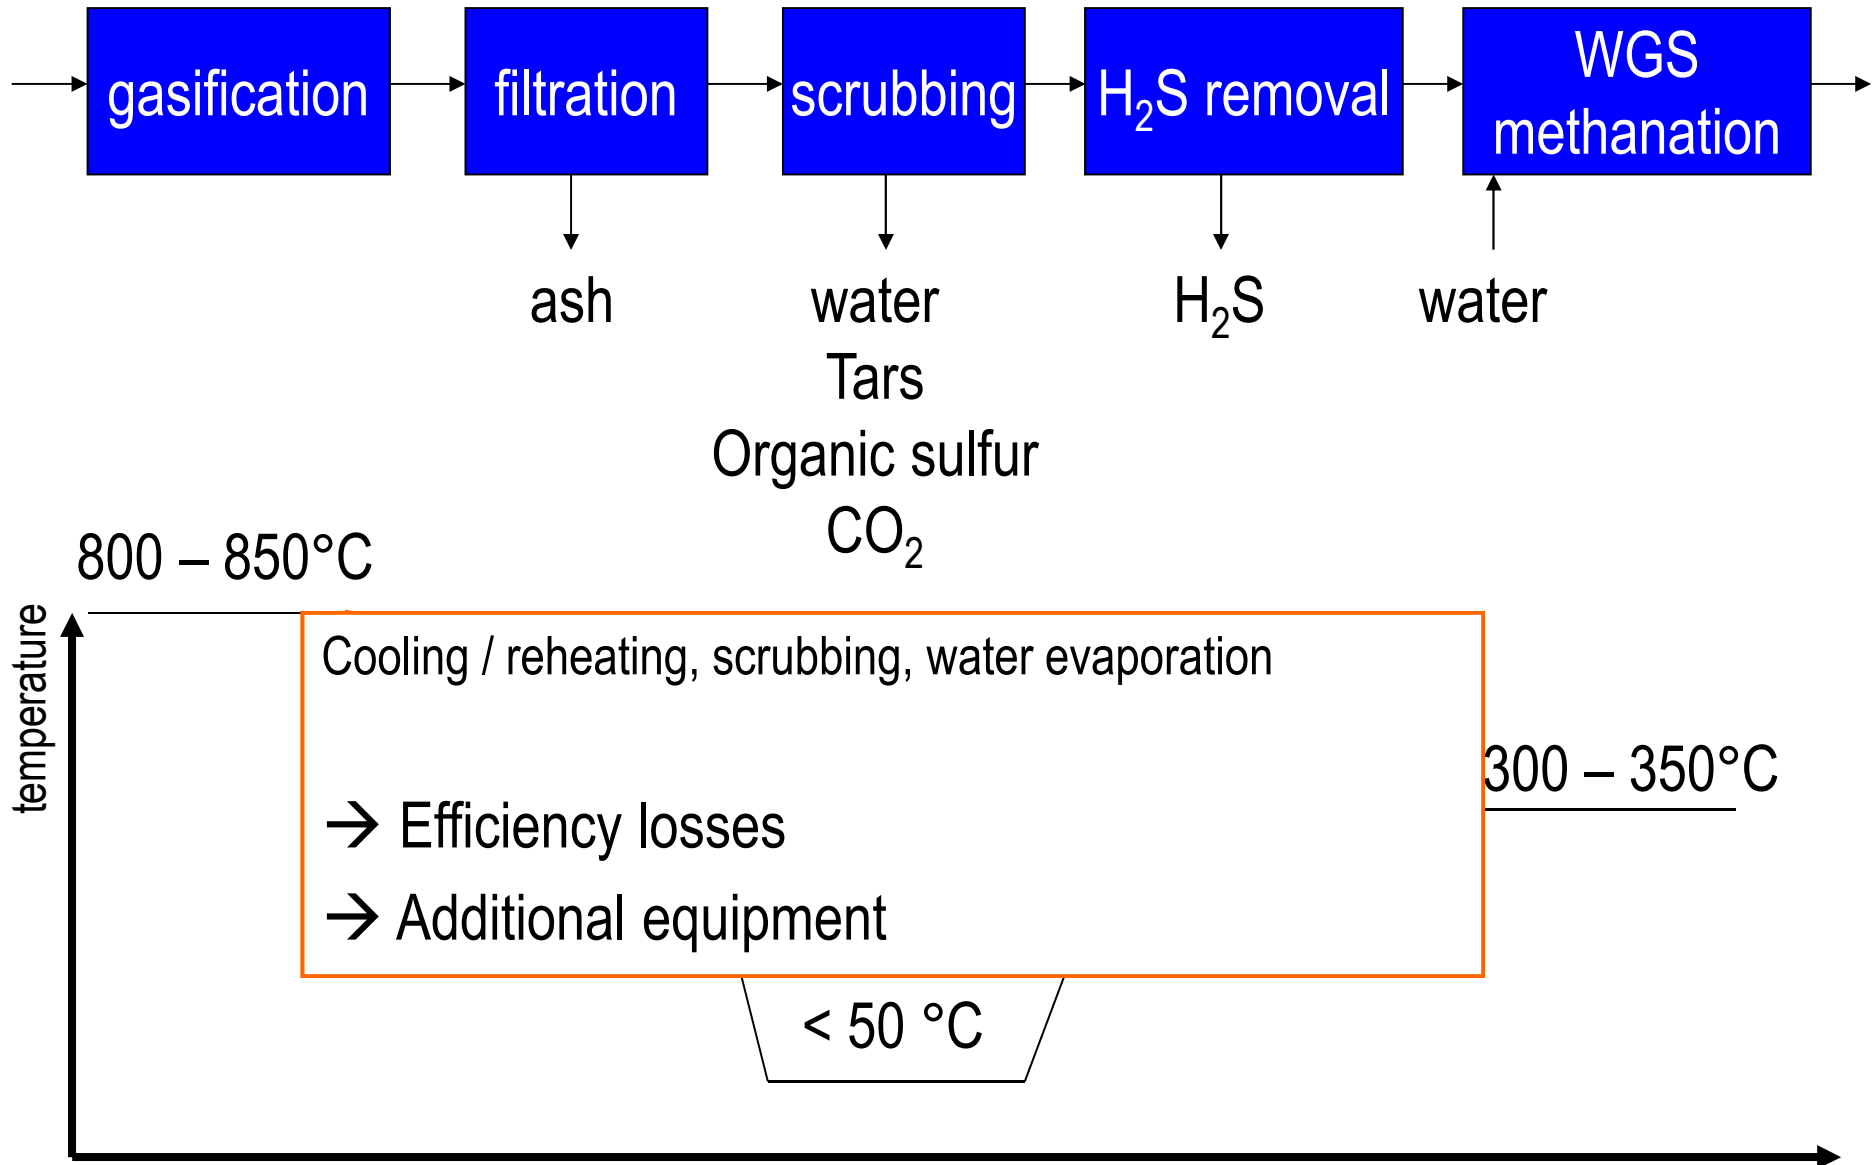 gasification
filtration
scrubbing
H₂S removal
WGS
methanation
ash
water
Tars
Organic sulfur
CO₂
H₂S
water
800 – 850°C
temperature
Cooling / reheating, scrubbing, water evaporation
→ Efficiency losses
→ Additional equipment
300 – 350°C
< 50 °C